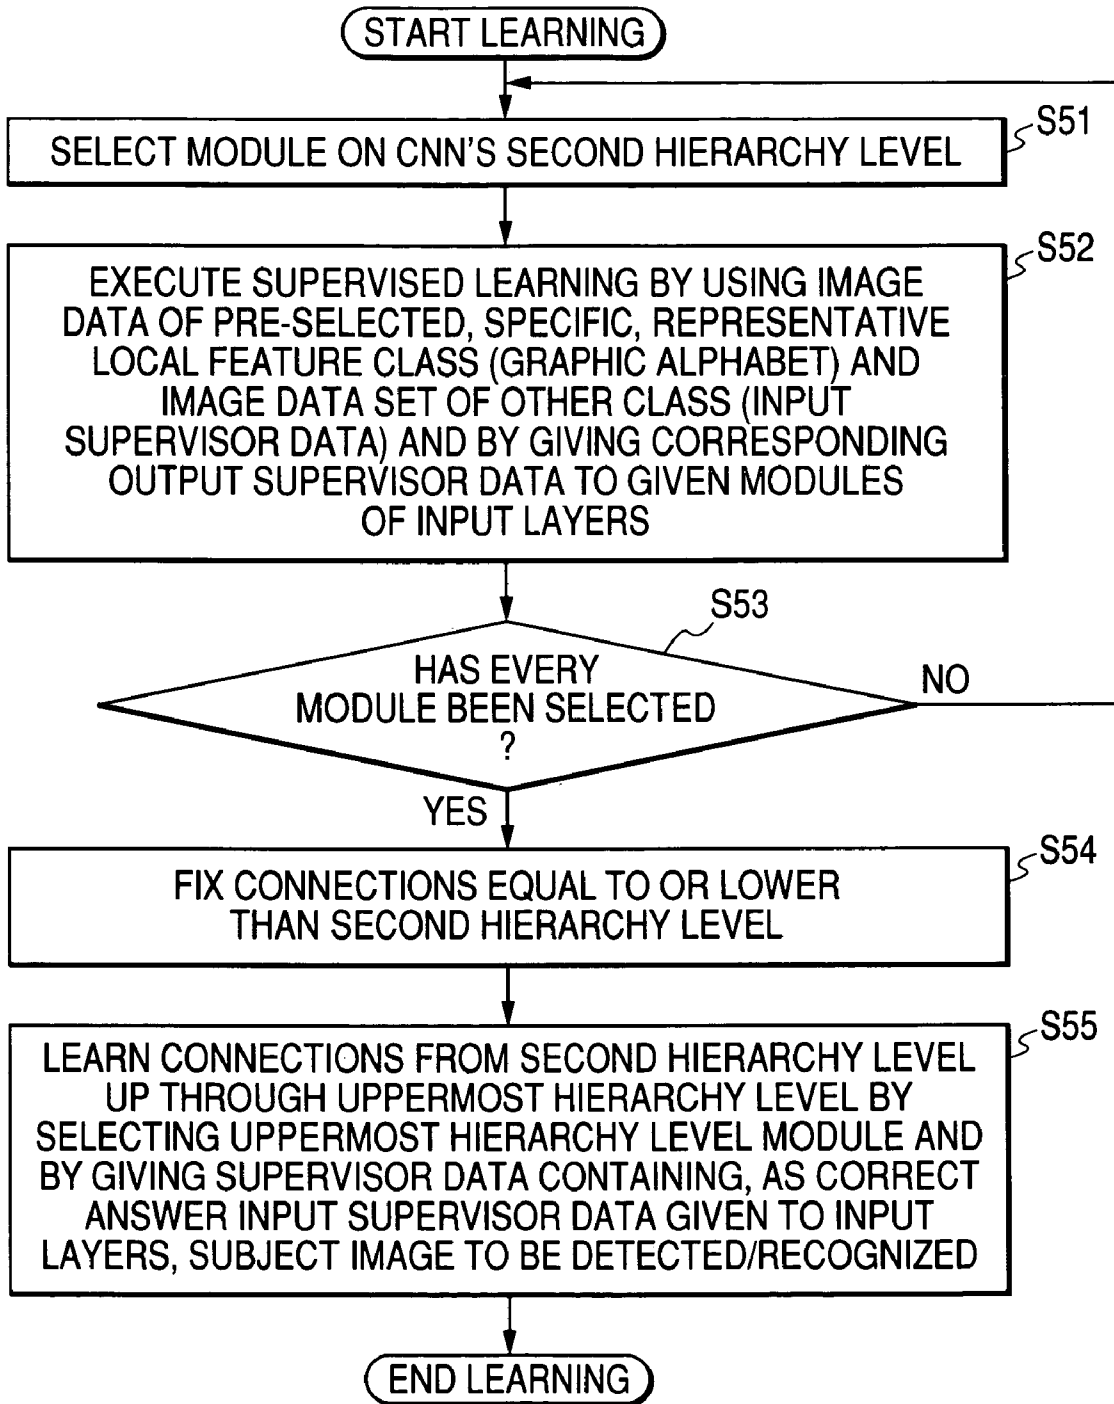 START LEARNING
S51
SELECT MODULE ON CNN'S SECOND HIERARCHY LEVEL
S52
EXECUTE SUPERVISED LEARNING BY USING IMAGE
DATA OF PRE-SELECTED, SPECIFIC, REPRESENTATIVE
LOCAL FEATURE CLASS (GRAPHIC ALPHABET) AND
IMAGE DATA SET OF OTHER CLASS (INPUT
SUPERVISOR DATA) AND BY GIVING CORRESPONDING
OUTPUT SUPERVISOR DATA TO GIVEN MODULES
OF INPUT LAYERS
S53
HAS EVERY
MODULE BEEN SELECTED
?
NO
YES
S54
FIX CONNECTIONS EQUAL TO OR LOWER
THAN SECOND HIERARCHY LEVEL
S55
LEARN CONNECTIONS FROM SECOND HIERARCHY LEVEL
UP THROUGH UPPERMOST HIERARCHY LEVEL BY
SELECTING UPPERMOST HIERARCHY LEVEL MODULE AND
BY GIVING SUPERVISOR DATA CONTAINING, AS CORRECT
ANSWER INPUT SUPERVISOR DATA GIVEN TO INPUT
LAYERS, SUBJECT IMAGE TO BE DETECTED/RECOGNIZED
END LEARNING